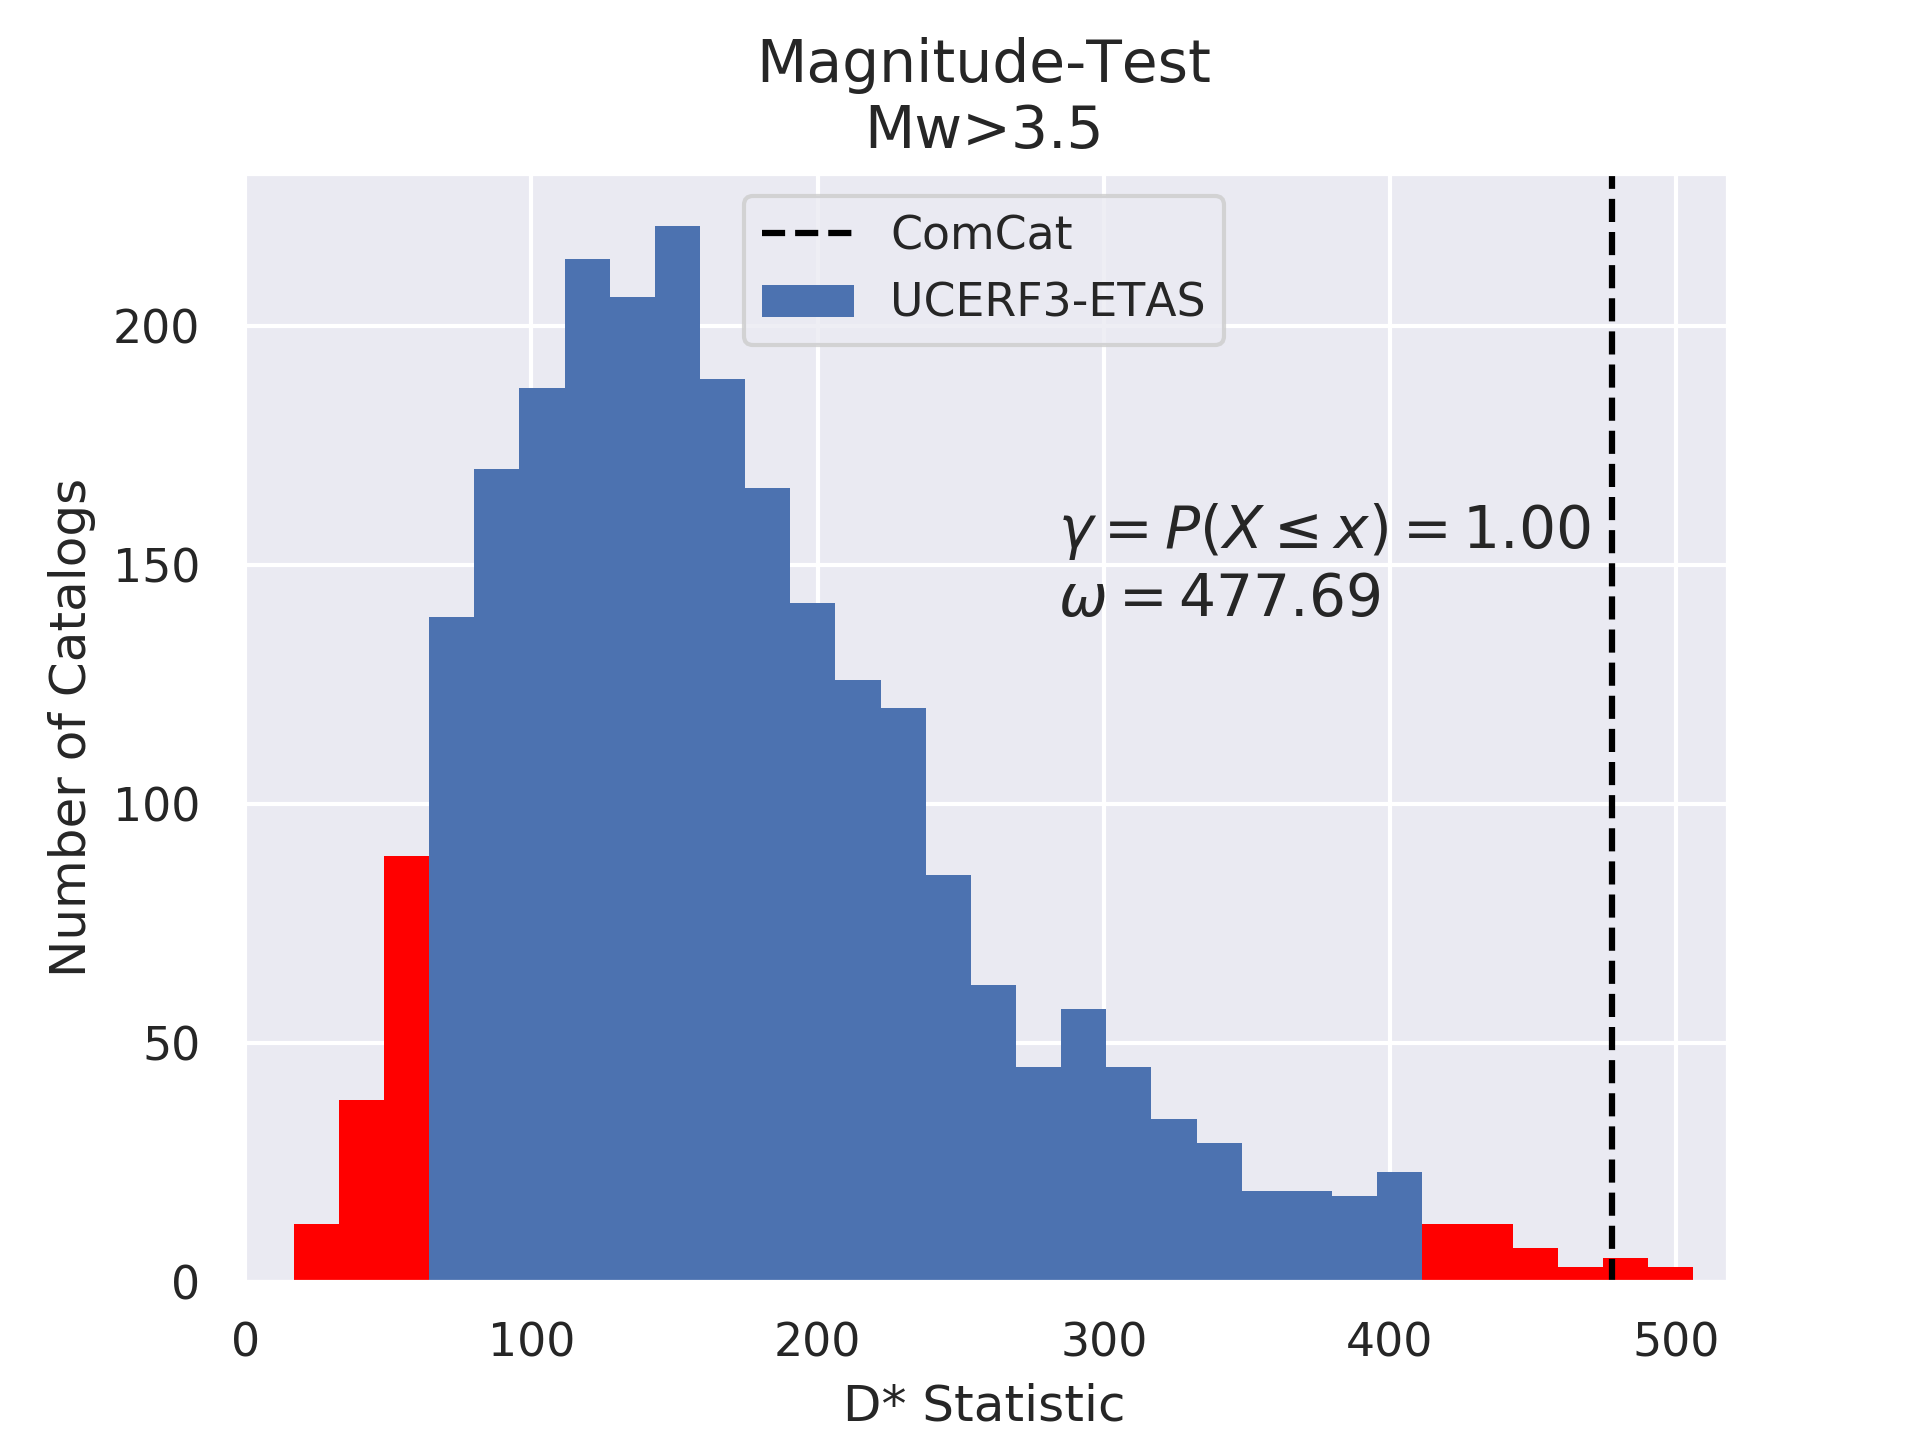 Magnitude-Test
Mw>3.5
ComCat
UCERF3-ETAS
γ = P(X ≤ x) = 1.00
ω = 477.69
Number of Catalogs
200
150
100
50
0
0 100 200 300 400 500
D* Statistic